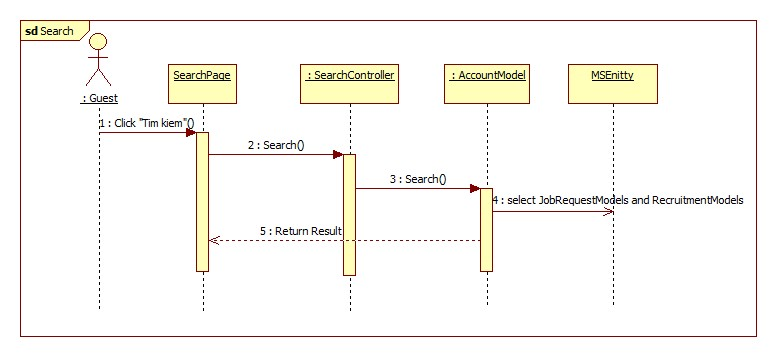 sd Search
SearchPage
: SearchController
: AccountModel
MSEnitty
: Guest
1 : Click "Tim kiem"()
2 : Search()
3 : Search()
4 : select JobRequestModels and RecruitmentModels
5 : Return Result